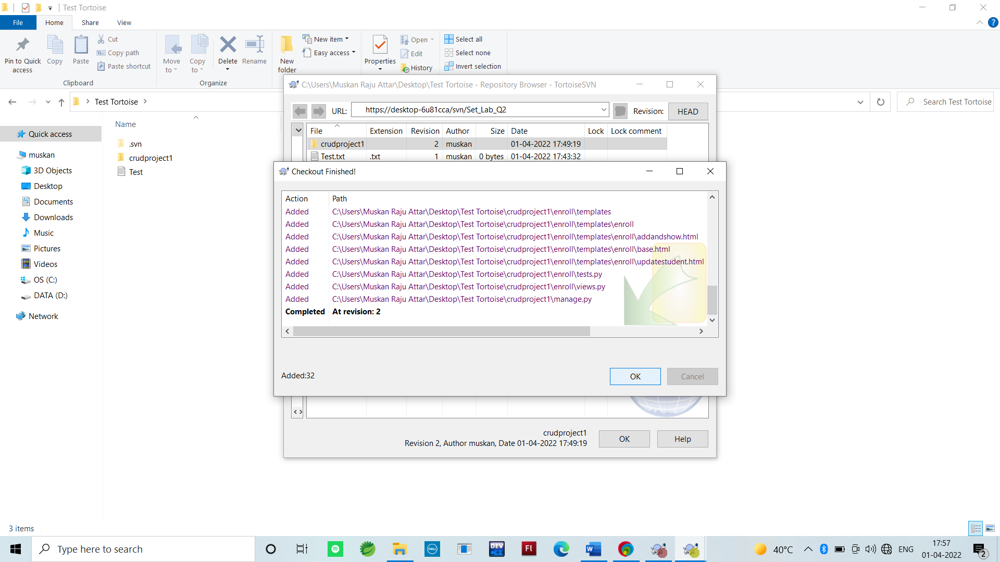 Test Tortoise
File Home Share View
Pin to Quick access
Copy
Paste
Cut
Copy path
Paste shortcut
Clipboard
Move to
Copy to
Delete
Rename
Organize
New folder
New item
Easy access
Properties
Open
Edit
History
Select all
Select none
Invert selection
Test Tortoise
Search Test Tortoise
Quick access
muskan
3D Objects
Desktop
Documents
Downloads
Music
Pictures
Videos
OS (C:)
DATA (D:)
Network
Name
.svn
crudproject1
Test
C:\Users\Muskan Raju Attar\Desktop\Test Tortoise - Repository Browser - TortoiseSVN
URL: https://desktop-6u81cca/svn/Set_Lab_Q2 Revision: HEAD
File Extension Revision Author Size Date Lock Lock comment
crudproject1 2 muskan 01-04-2022 17:49:19
Test.txt .txt 1 muskan 0 bytes 01-04-2022 17:43:32
Checkout Finished!
Action Path
Added C:\Users\Muskan Raju Attar\Desktop\Test Tortoise\crudproject1\enroll\templates
Added C:\Users\Muskan Raju Attar\Desktop\Test Tortoise\crudproject1\enroll\templates\enroll
Added C:\Users\Muskan Raju Attar\Desktop\Test Tortoise\crudproject1\enroll\templates\enroll\addandshow.html
Added C:\Users\Muskan Raju Attar\Desktop\Test Tortoise\crudproject1\enroll\templates\enroll\base.html
Added C:\Users\Muskan Raju Attar\Desktop\Test Tortoise\crudproject1\enroll\templates\enroll\updatestudent.html
Added C:\Users\Muskan Raju Attar\Desktop\Test Tortoise\crudproject1\enroll\tests.py
Added C:\Users\Muskan Raju Attar\Desktop\Test Tortoise\crudproject1\enroll\views.py
Added C:\Users\Muskan Raju Attar\Desktop\Test Tortoise\crudproject1\manage.py
Completed At revision: 2
Added:32
OK Cancel
crudproject1
Revision 2, Author muskan, Date 01-04-2022 17:49:19
OK Help
3 items
Type here to search
DELL
DEV C++
Fl
W
40°C
ENG
17:57
01-04-2022
2